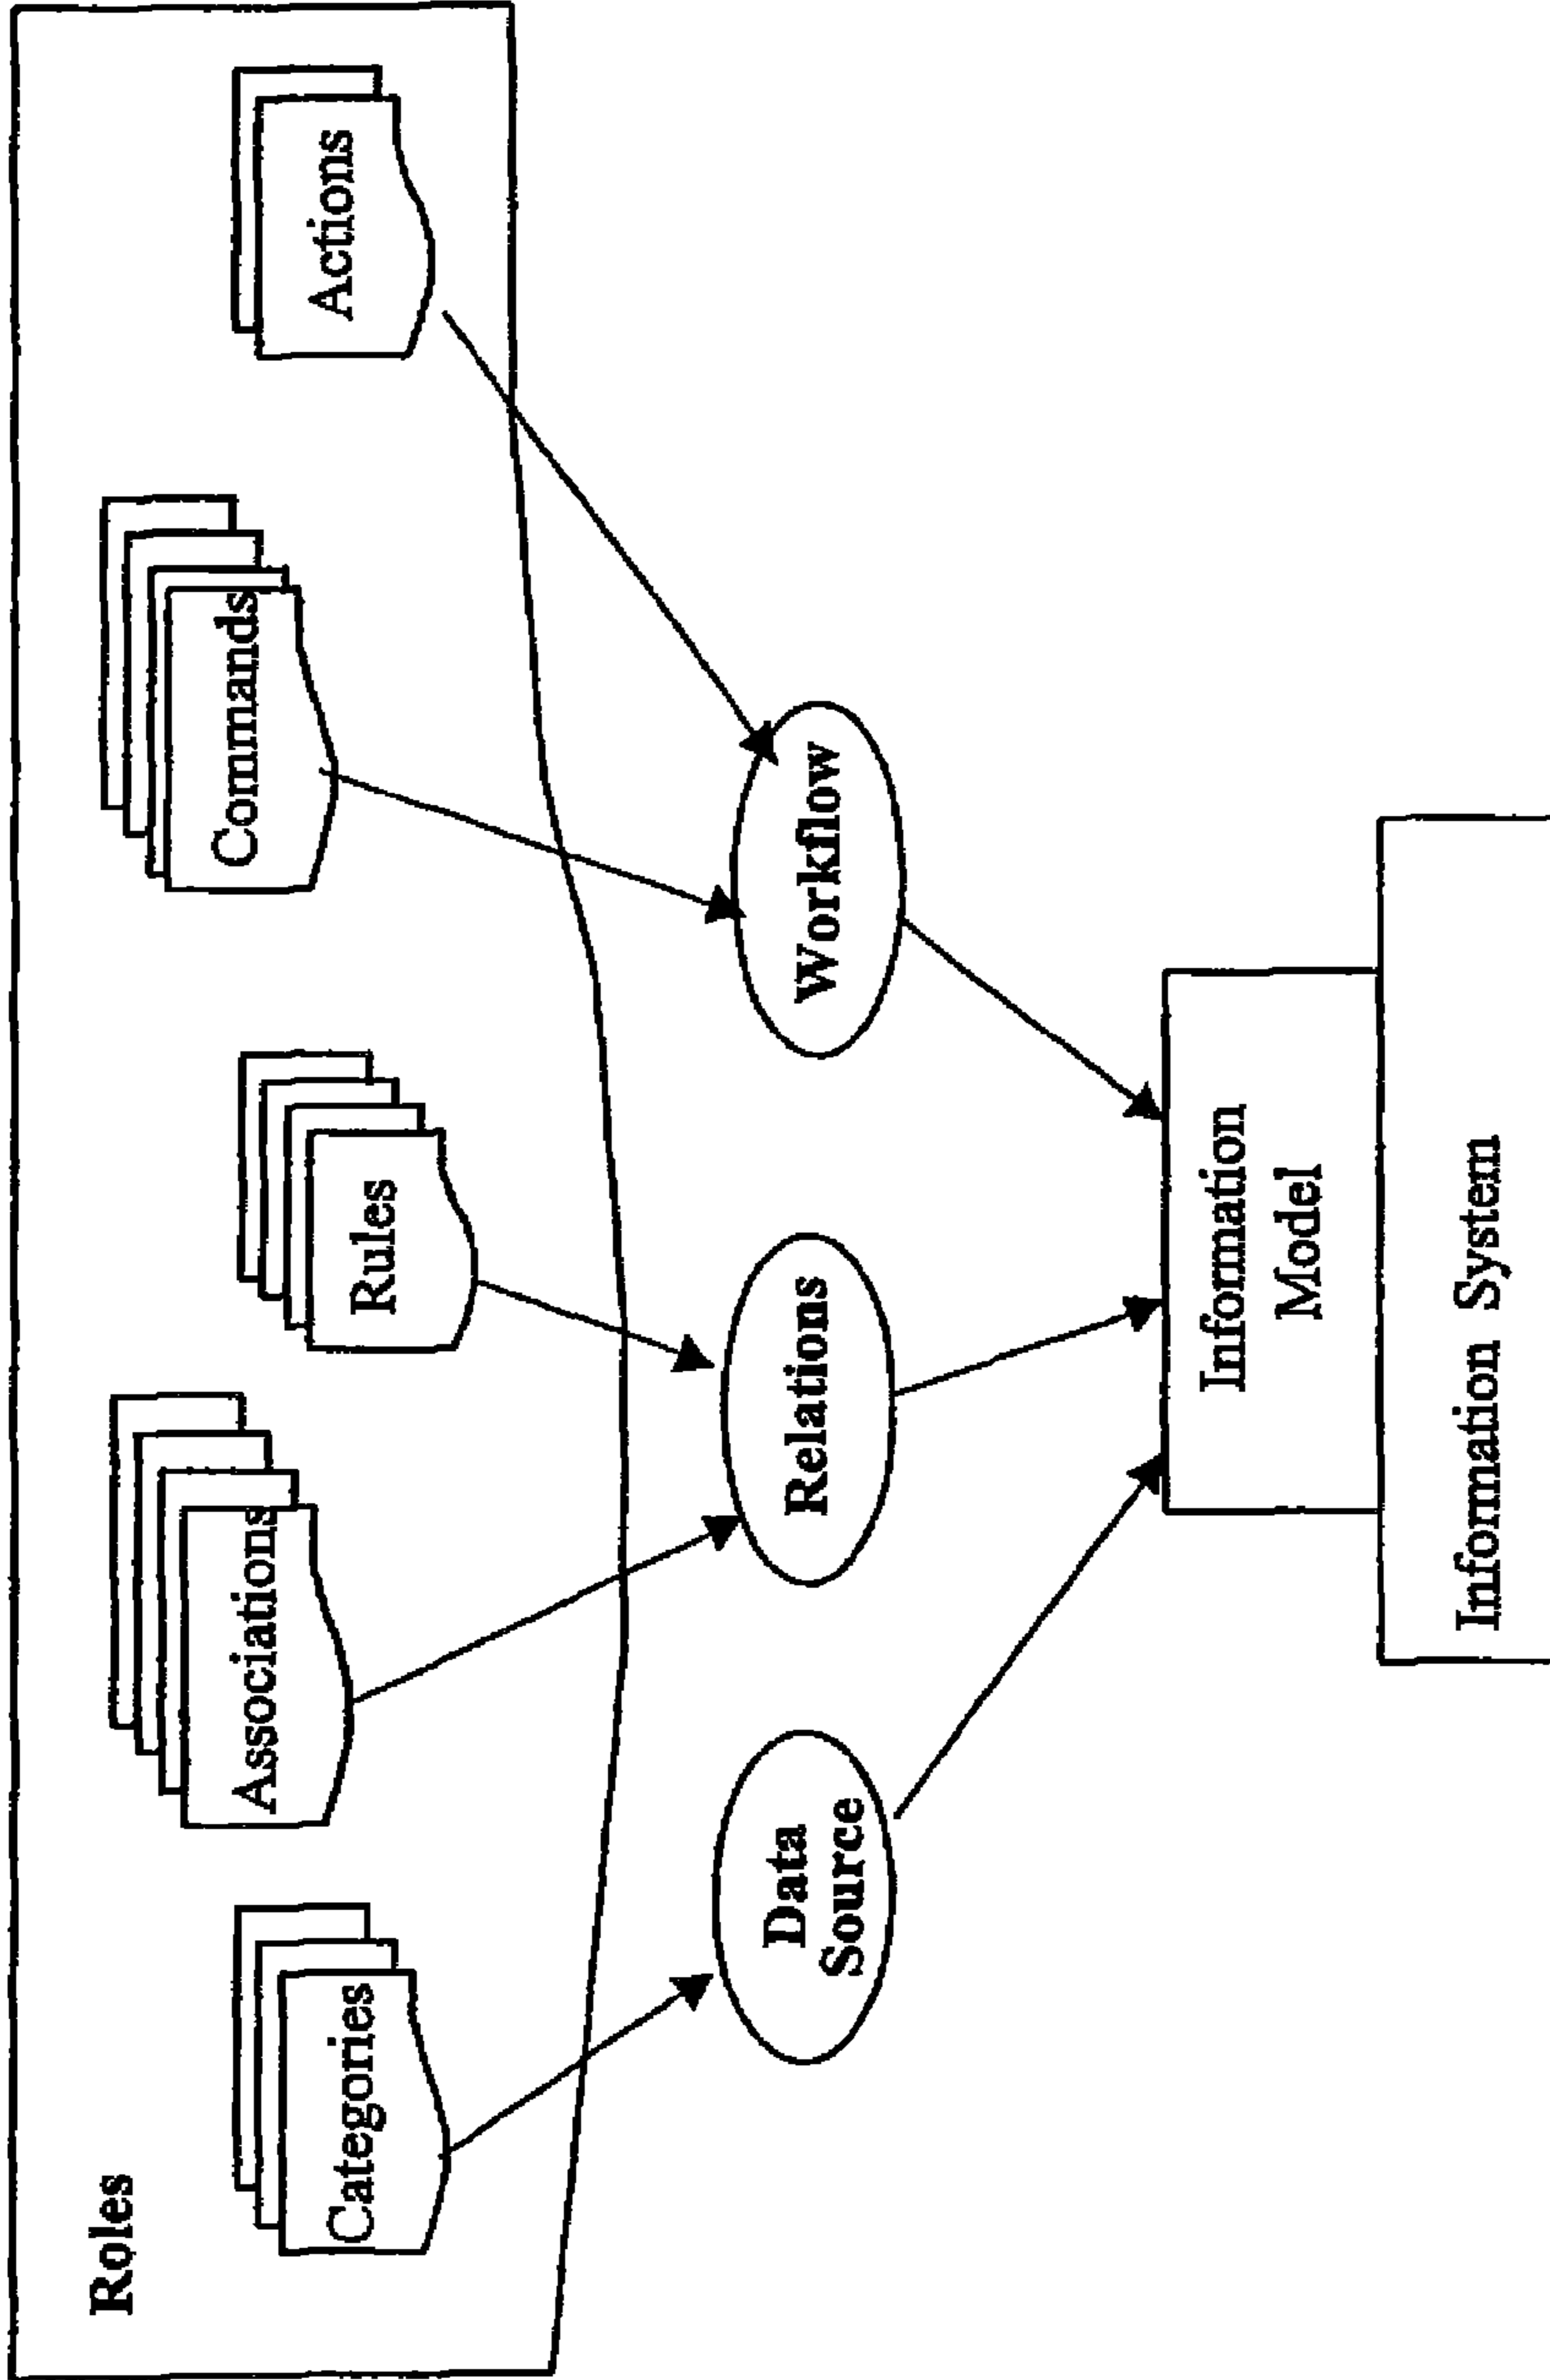 Roles
Categories
Associations
Rules
Commands
Actions
Data
Source
Relations
Workflow
Information
Model
Information System